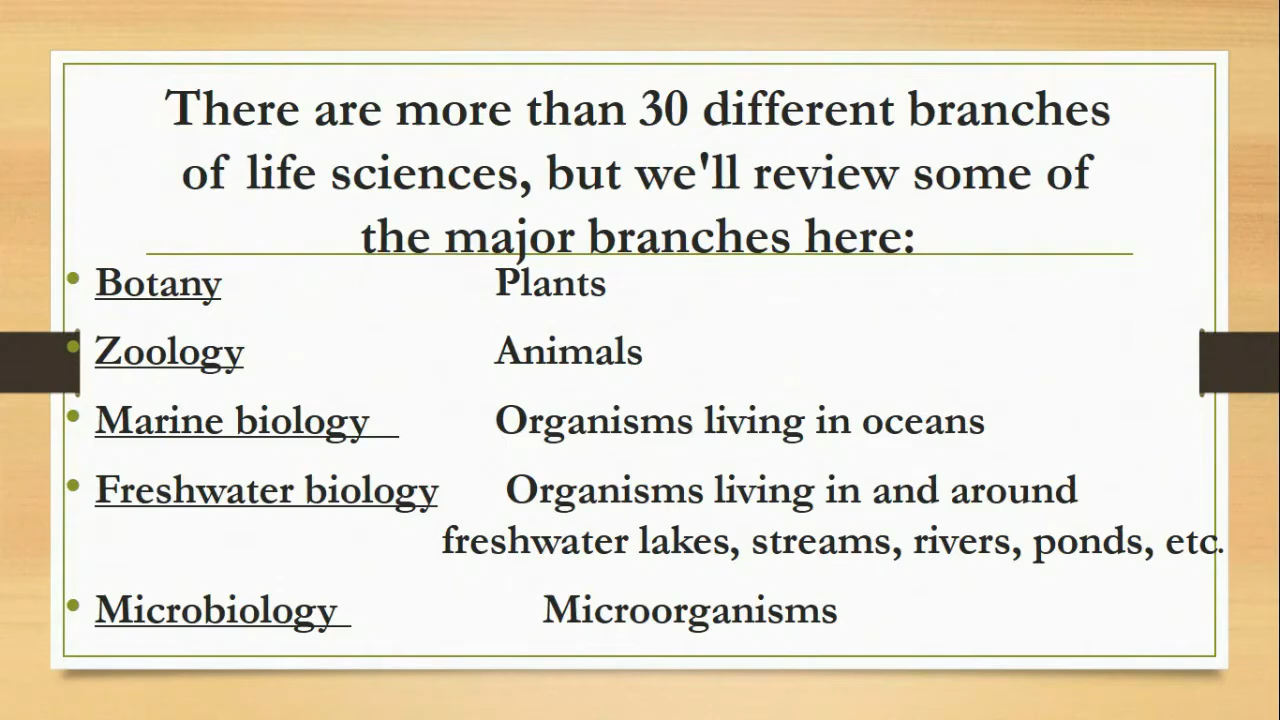 There are more than 30 different branches
of life sciences, but we'll review some of
the major branches here:
• Botany Plants
• Zoology Animals
• Marine biology Organisms living in oceans
• Freshwater biology Organisms living in and around
freshwater lakes, streams, rivers, ponds, etc.
• Microbiology Microorganisms